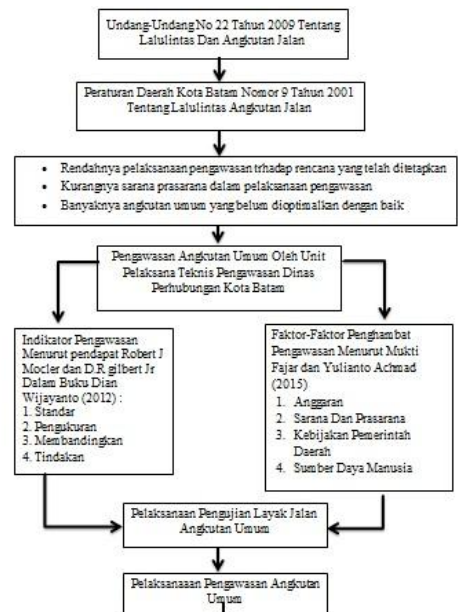 Undang-Undang No 22 Tahun 2009 Tentang
Lalulintas Dan Angkutan Jalan
Peraturan Daerah Kota Batam Nomor 9 Tahun 2001
Tentang Lalulintas Angkutan Jalan
• Rendahnya pelaksanaan pengawasan trhadap rencana yang telah ditetapkan
• Kurangnya sarana prasarana dalam pelaksanaan pengawasan
• Banyaknya angkutan umum yang belum dioptimalkan dengan baik
Pengawasan Angkutan Umum Oleh Unit
Pelaksana Teknis Pengawasan Dinas
Perhubungan Kota Batam
Indikator Pengawasan
Menurut pendapat Robert J
Mocler dan D.R gilbert Jr
Dalam Buku Dian
Wijayanto (2012) :
1. Standar
2. Pengukuran
3. Membandingkan
4. Tindakan
Faktor-Faktor Penghambat
Pengawasan Menurut Mukti
Fajar dan Yulianto Achmad
(2015)
1. Anggaran
2. Sarana Dan Prasarana
3. Kebijakan Pemerintah
Daerah
4. Sumber Daya Manusia
Pelaksanaan Pengujian Layak Jalan
Angkutan Umum
Pelaksanaaan Pengawasan Angkutan
Umum